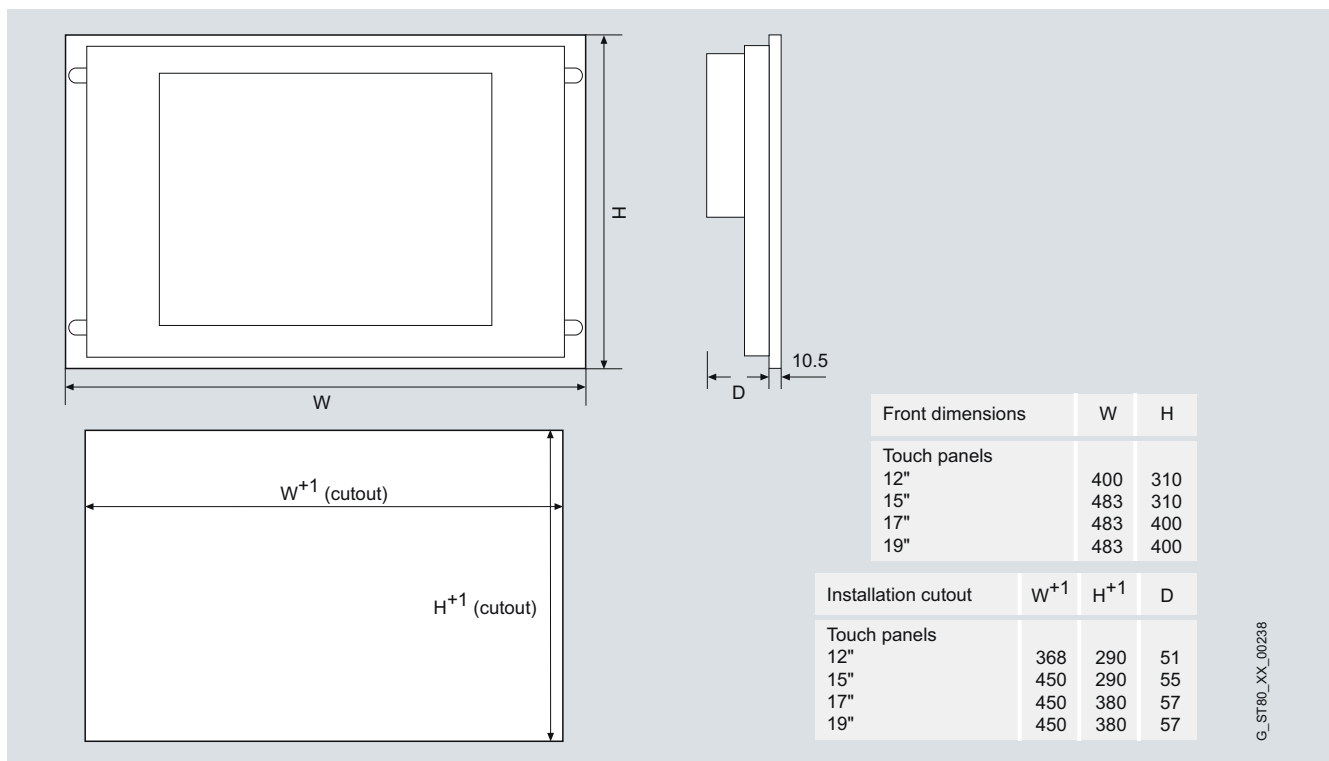 H
W
D
10.5
W+1 (cutout)
H+1 (cutout)
Front dimensions W H
Touch panels
12" 400 310
15" 483 310
17" 483 400
19" 483 400
Installation cutout W+1 H+1 D
Touch panels
12" 368 290 51
15" 450 290 55
17" 450 380 57
19" 450 380 57
G_ST80_XX_00238